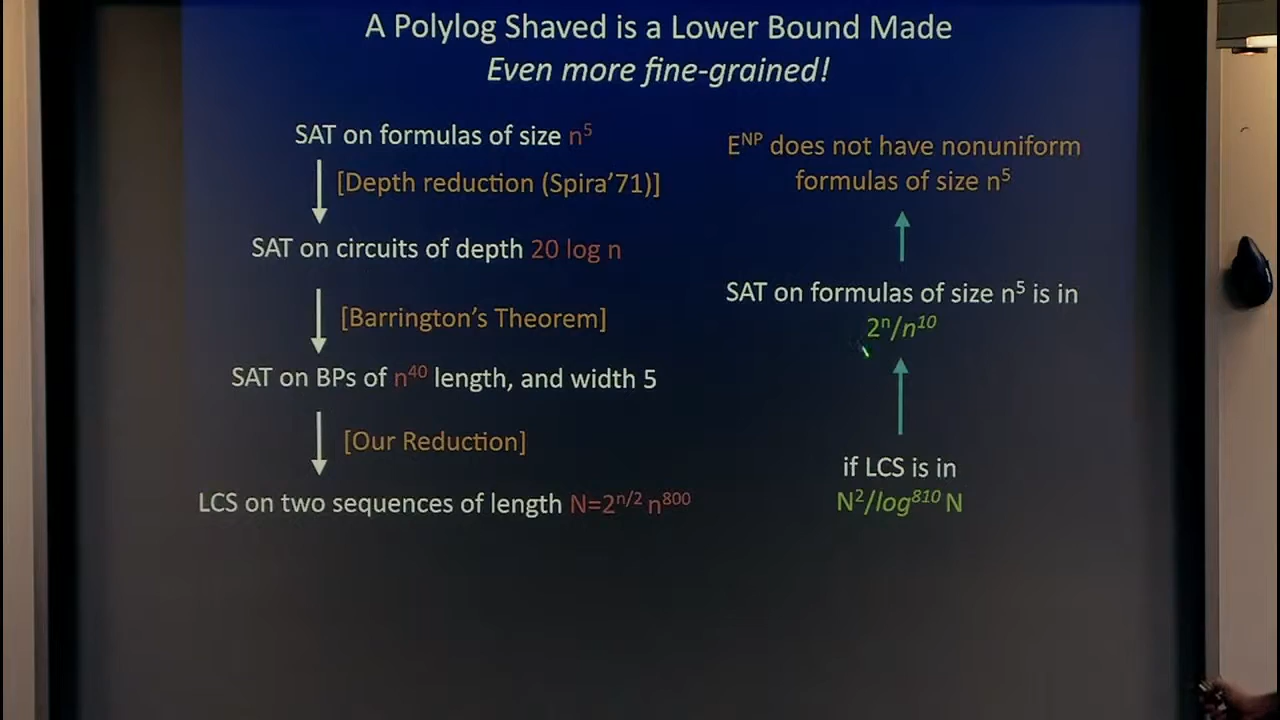 A Polylog Shaved is a Lower Bound Made
Even more fine-grained!
SAT on formulas of size n⁵
[Depth reduction (Spira'71)]
SAT on circuits of depth 20 log n
[Barrington's Theorem]
SAT on BPs of n⁴⁰ length, and width 5
[Our Reduction]
LCS on two sequences of length N=2ⁿ/² n⁸⁰⁰
Eᴺᴾ does not have nonuniform
formulas of size n⁵
SAT on formulas of size n⁵ is in
2ⁿ/n¹⁰
if LCS is in
N²/log⁸¹⁰ N